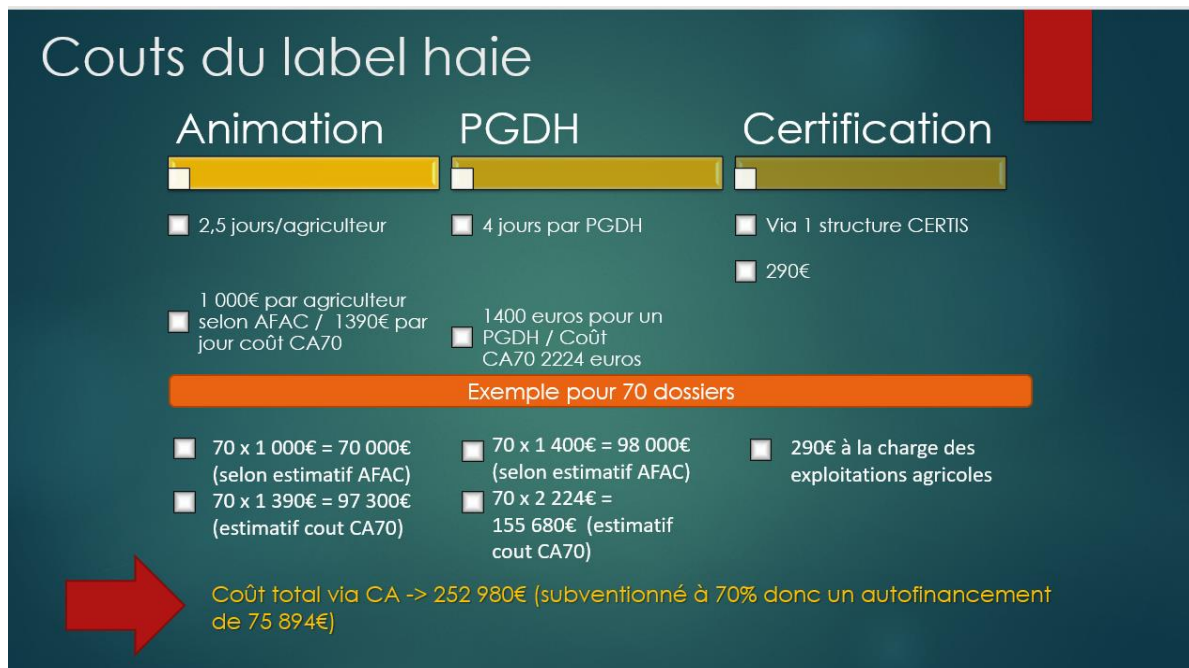 Couts du label haie
Animation
2,5 jours/agriculteur
1 000€ par agriculteur
selon AFAC / 1390€ par
jour coût CA70
PGDH
4 jours par PGDH
1400 euros pour un
PGDH / Coût
CA70 2224 euros
Certification
Via 1 structure CERTIS
290€
Exemple pour 70 dossiers
70 x 1 000€ = 70 000€
(selon estimatif AFAC)
70 x 1 390€ = 97 300€
(estimatif cout CA70)
70 x 1 400€ = 98 000€
(selon estimatif AFAC)
70 x 2 224€ =
155 680€ (estimatif
cout CA70)
290€ à la charge des
exploitations agricoles
Coût total via CA -> 252 980€ (subventionné à 70% donc un autofinancement
de 75 894€)